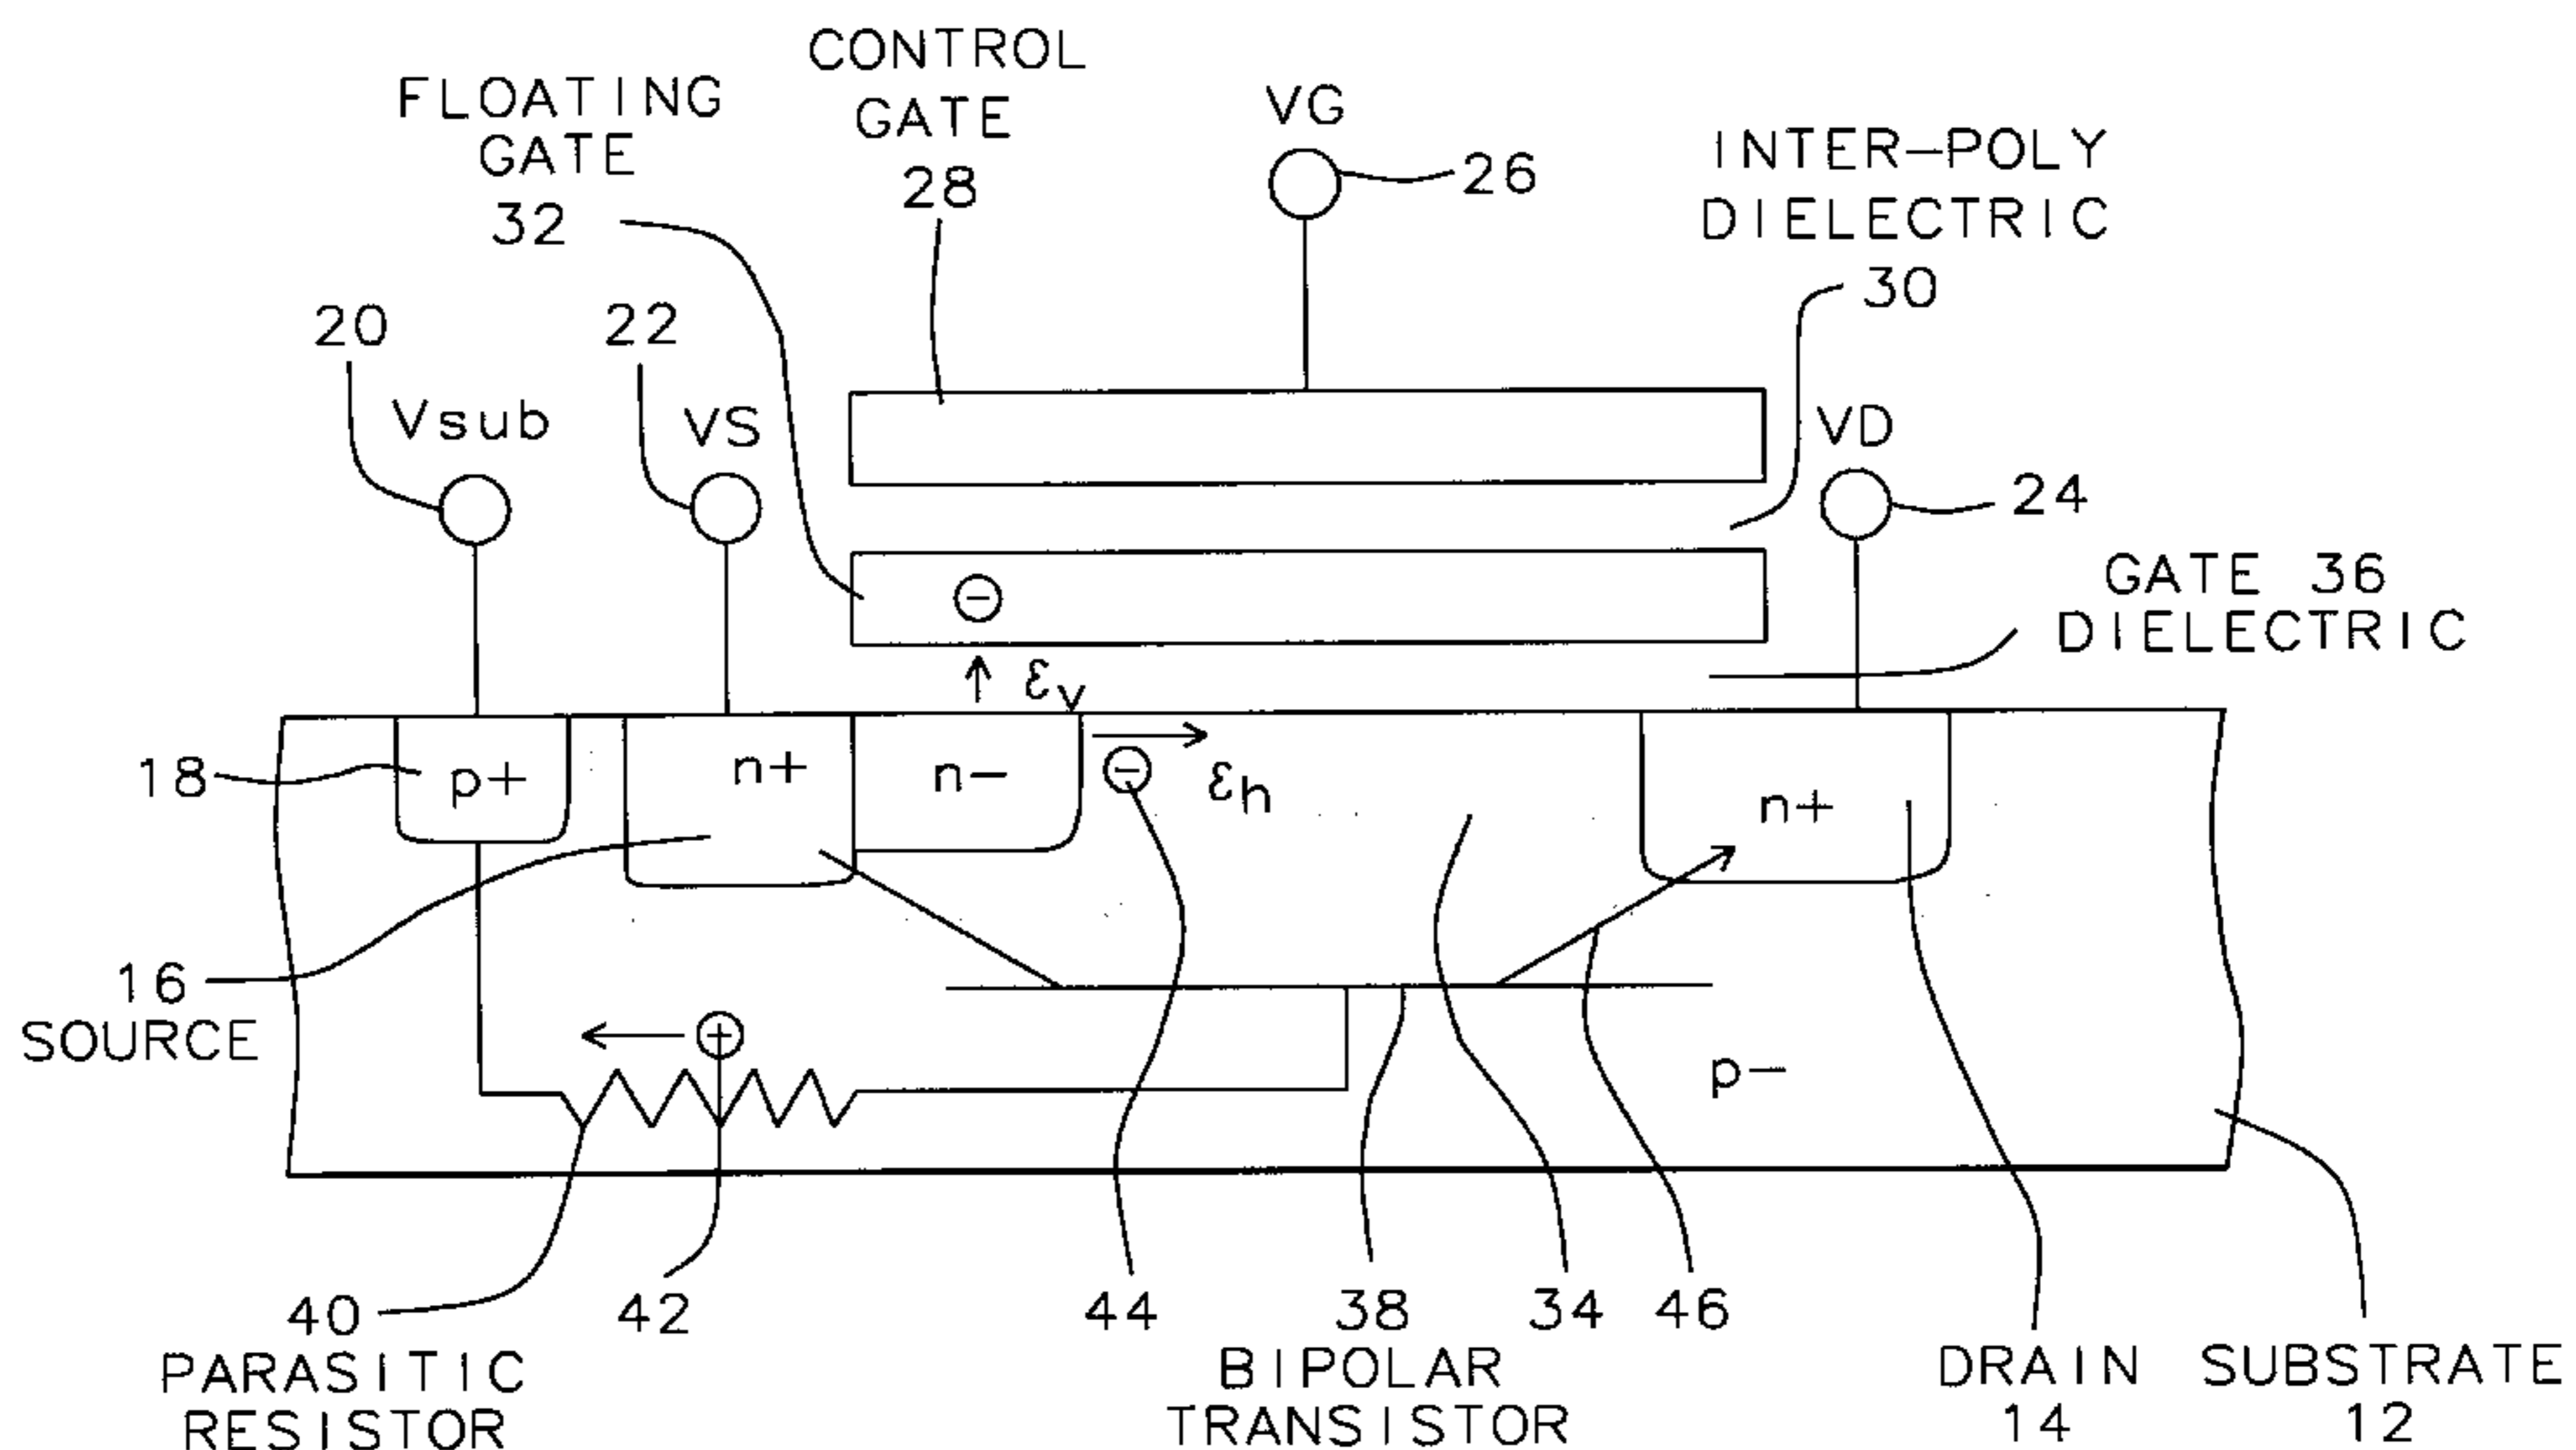 CONTROL
GATE
28
FLOATING
GATE
32
VG
26
INTER-POLY
DIELECTRIC
30
20
Vsub
22
VS
VD
24
GATE 36
DIELECTRIC
εv
18
p+
n+
n-
εh
n+
16
SOURCE
p-
40
PARASITIC
RESISTOR
42
44
38
BIPOLAR
TRANSISTOR
34
46
DRAIN
14
SUBSTRATE
12